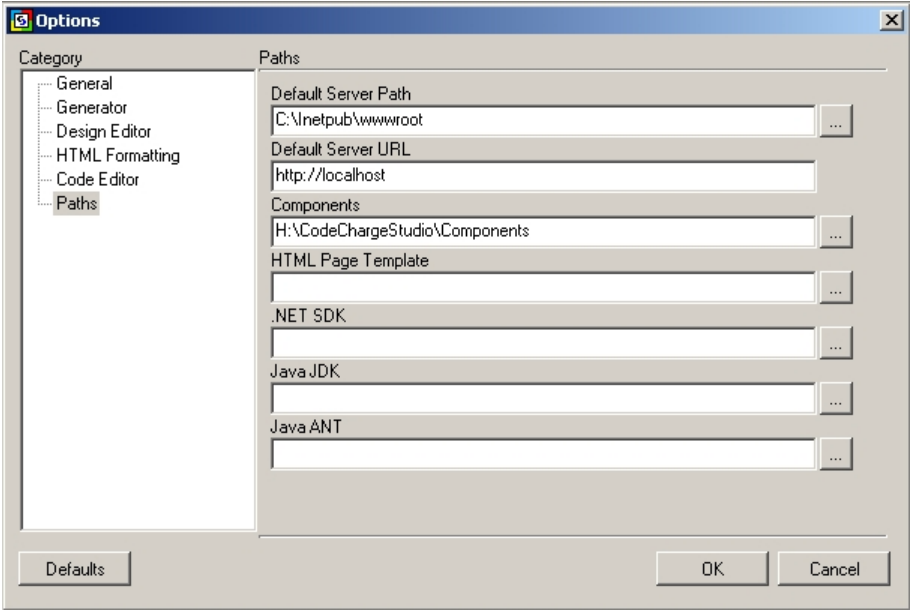 Options
Category
General
Generator
Design Editor
HTML Formatting
Code Editor
Paths
Paths
Default Server Path
C:\Inetpub\wwwroot
...
Default Server URL
http://localhost
Components
H:\CodeChargeStudio\Components
...
HTML Page Template
...
.NET SDK
...
Java JDK
...
Java ANT
...
Defaults
OK
Cancel